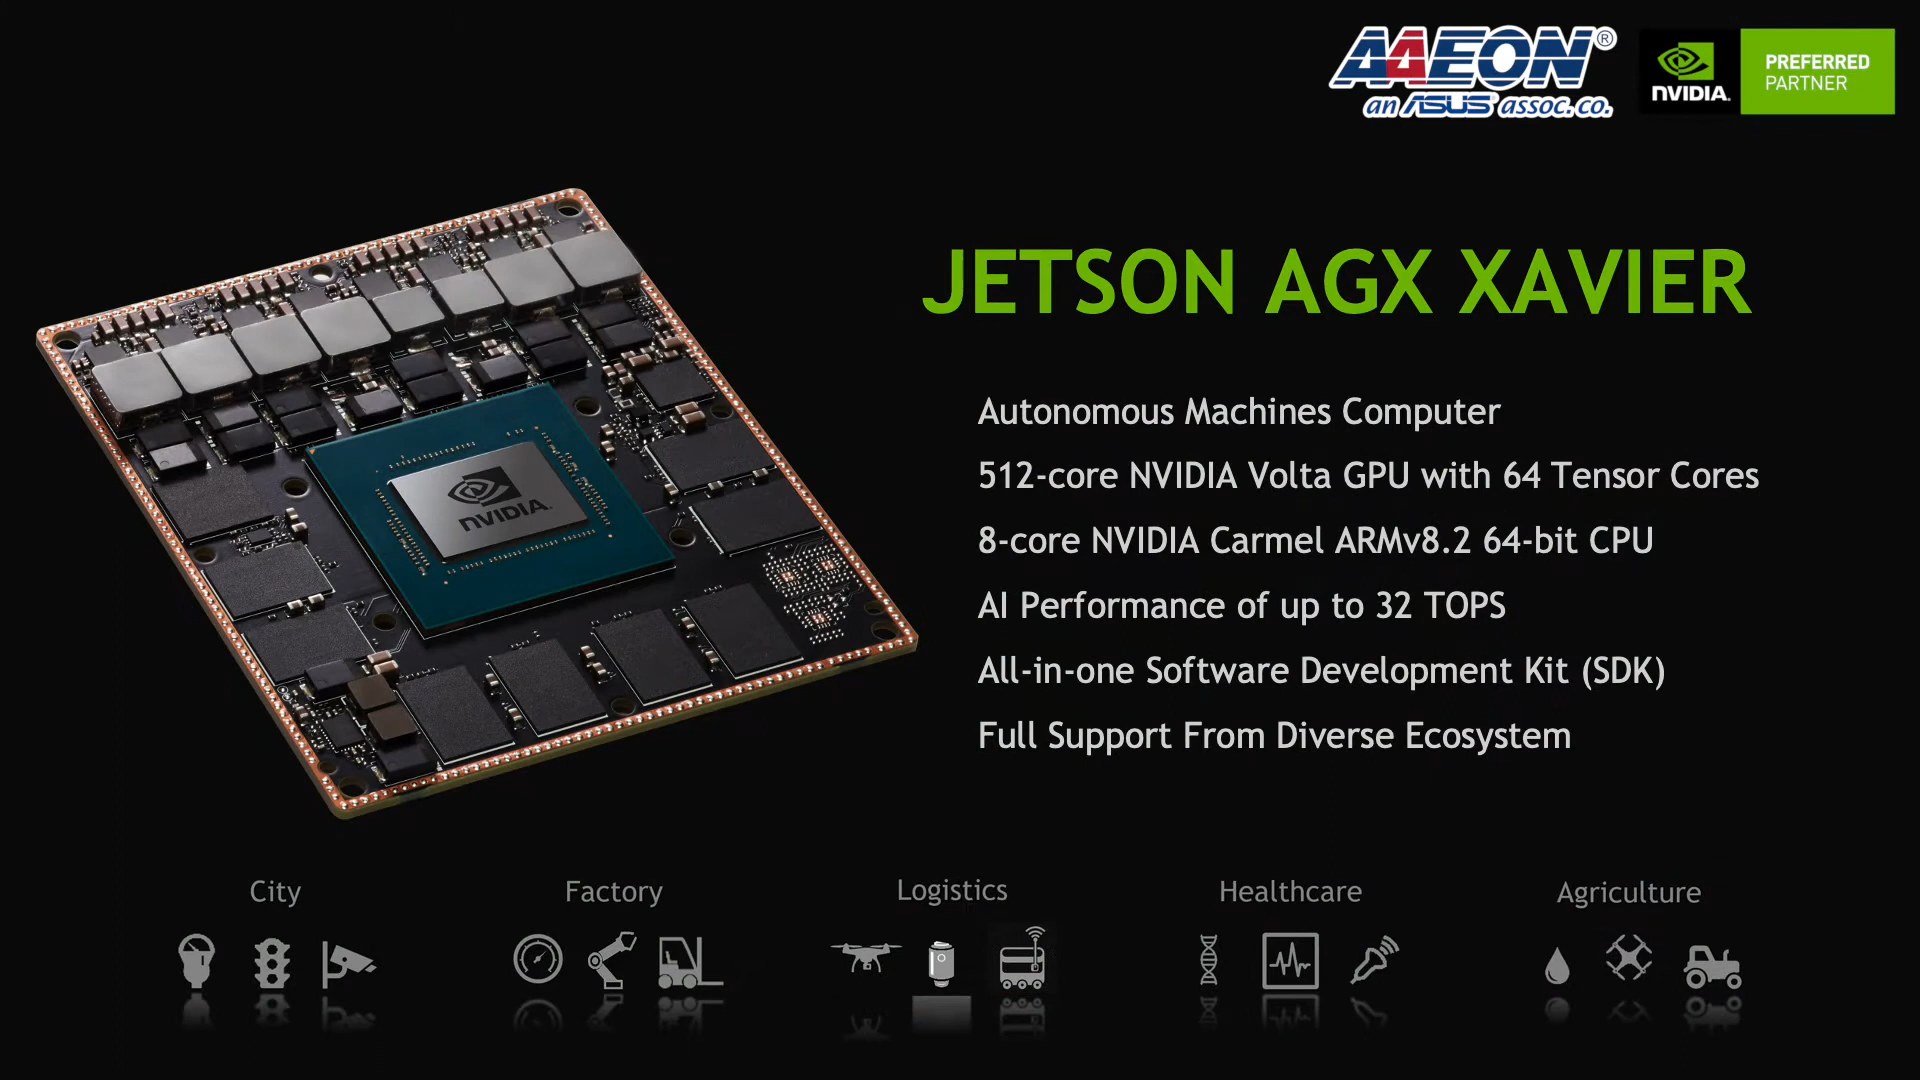 AAEON®
an ASUS assoc. co.
NVIDIA.
PREFERRED
PARTNER
JETSON AGX XAVIER
Autonomous Machines Computer
512-core NVIDIA Volta GPU with 64 Tensor Cores
8-core NVIDIA Carmel ARMv8.2 64-bit CPU
AI Performance of up to 32 TOPS
All-in-one Software Development Kit (SDK)
Full Support From Diverse Ecosystem
NVIDIA.
City
Factory
Logistics
Healthcare
Agriculture